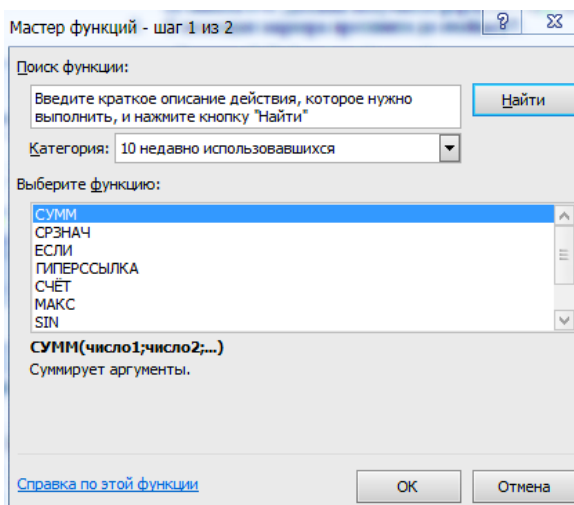 Мастер функций - шаг 1 из 2
Поиск функции:
Введите краткое описание действия, которое нужно
выполнить, и нажмите кнопку "Найти"
Найти
Категория: 10 недавно использовавшихся
Выберите функцию:
СУММ
СРЗНАЧ
ЕСЛИ
ГИПЕРССЫЛКА
СЧЁТ
МАКС
SIN
СУММ(число1;число2;...)
Суммирует аргументы.
Справка по этой функции
ОК
Отмена